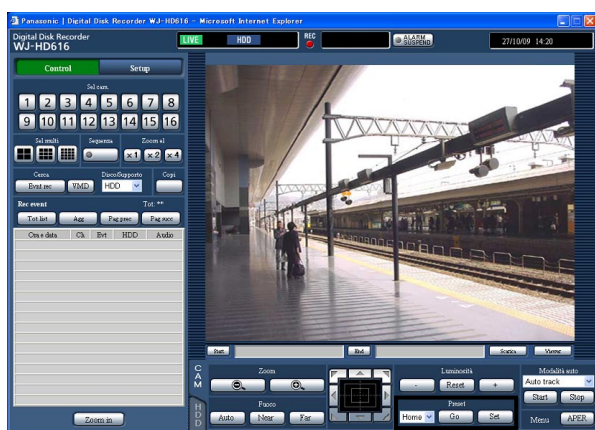 Panasonic | Digital Disk Recorder WJ-HD616 - Microsoft Internet Explorer
Digital Disk Recorder
WJ-HD616
LIVE HDD REC ALARM SUSPEND 27/10/09 14:20
Control Setup
Sel cam.
1 2 3 4 5 6 7 8
9 10 11 12 13 14 15 16
Sel multi Sequenza Zoom el
x1 x2 x4
Cerca Disco/Supporto Copi
Evnt rec VMD HDD
Rec event Tot: **
Tot list Agg Pag prec Pag succ
Ora e data Ch Evt HDD Audio
Zoom in
Start End Scarica Viewer
CAM
HDD
Zoom
Fuoco
Auto Near Far
Luminosità
- Reset +
Preset
Home Go Set
Modalità auto
Auto track
Start Stop
Menu APER.